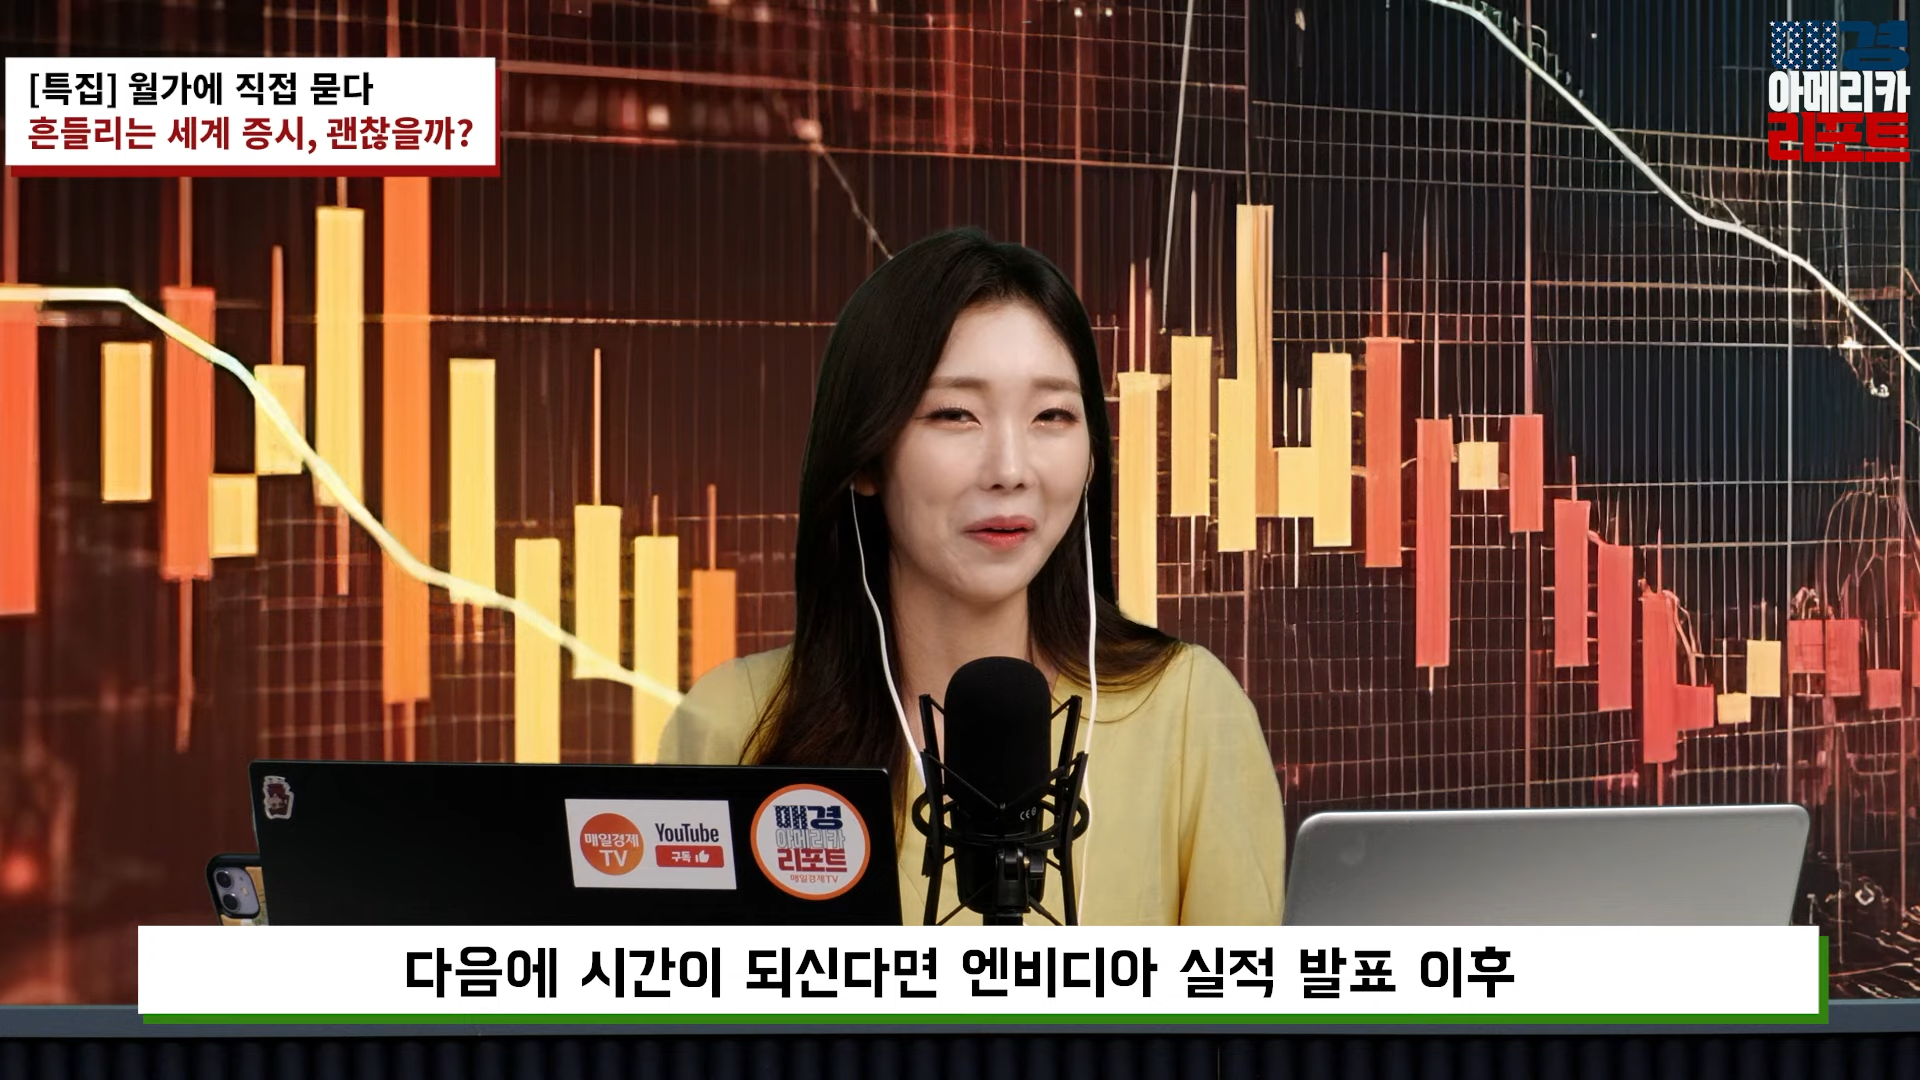 [특집] 월가에 직접 묻다
흔들리는 세계 증시, 괜찮을까?
매경
아메리카
리포트
매일경제
TV
YouTube
구독
매경
아메리카
리포트
매일경제TV
CE
다음에 시간이 되신다면 엔비디아 실적 발표 이후